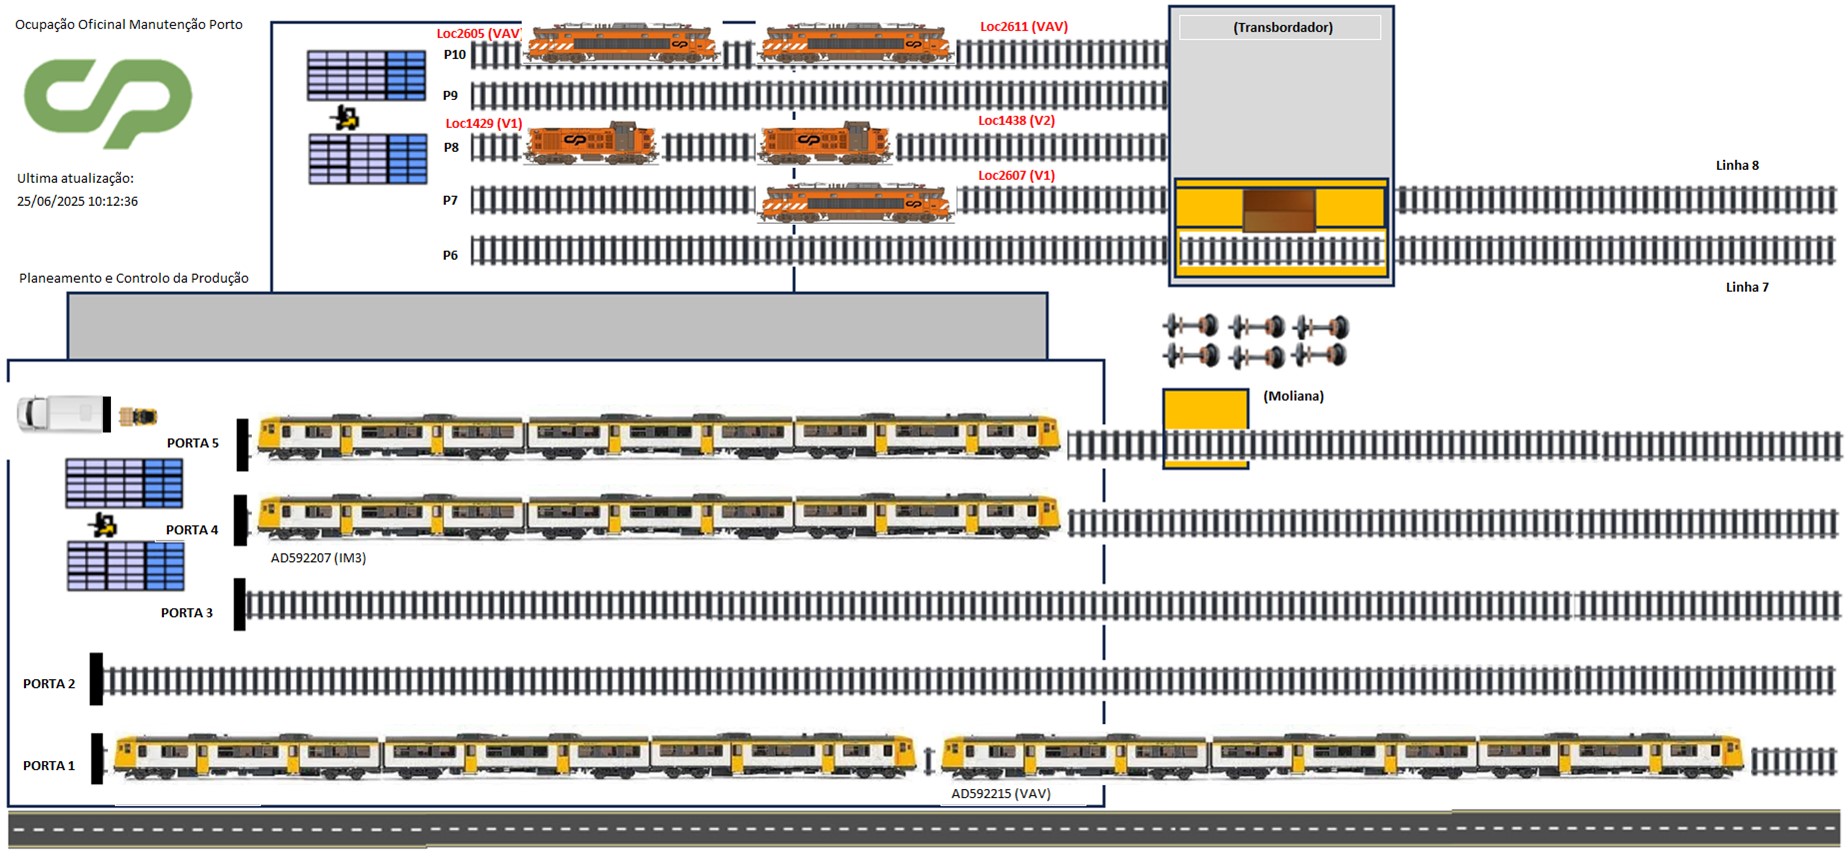 Ocupação Oficinal Manutenção Porto
CP
Ultima atualização:
25/06/2025 10:12:36
Planeamento e Controlo da Produção
Loc2605 (VAV)
Loc2611 (VAV)
P10
P9
Loc1429 (V1)
Loc1438 (V2)
P8
Loc2607 (V1)
P7
P6
(Transbordador)
Linha 8
Linha 7
(Moliana)
PORTA 5
PORTA 4
AD592207 (IM3)
PORTA 3
PORTA 2
PORTA 1
AD592215 (VAV)